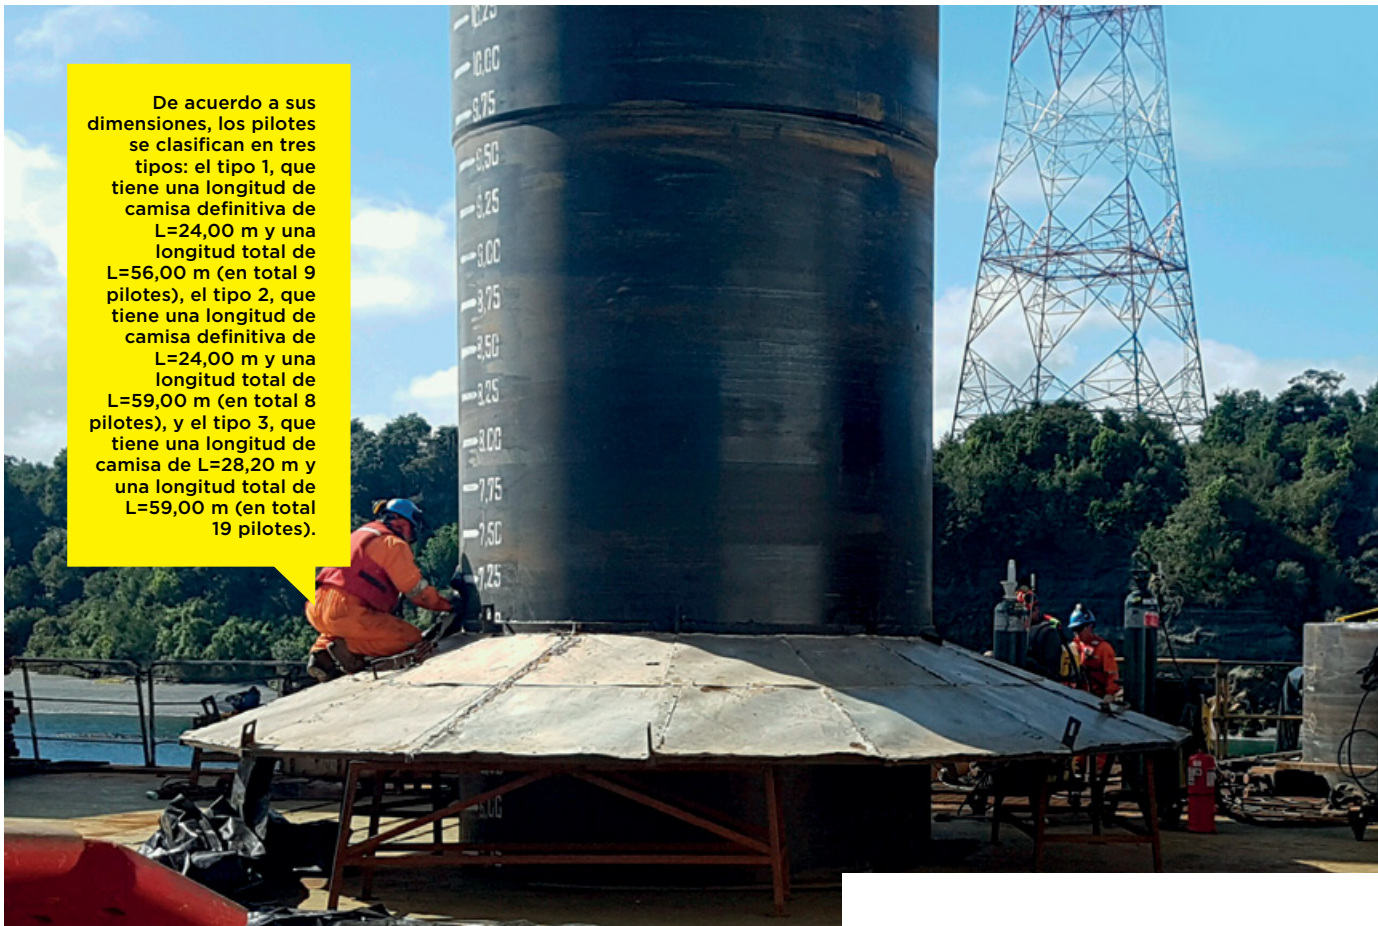 De acuerdo a sus
dimensiones, los pilotes
se clasifican en tres
tipos: el tipo 1, que
tiene una longitud de
camisa definitiva de
L=24,00 m y una
longitud total de
L=56,00 m (en total 9
pilotes), el tipo 2, que
tiene una longitud de
camisa definitiva de
L=24,00 m y una
longitud total de
L=59,00 m (en total 8
pilotes), y el tipo 3, que
tiene una longitud de
camisa de L=28,20 m y
una longitud total de
L=59,00 m (en total
19 pilotes).
10,00
9,75
9,50
9,25
9,00
8,75
8,50
8,25
8,00
7,75
7,50
7,25